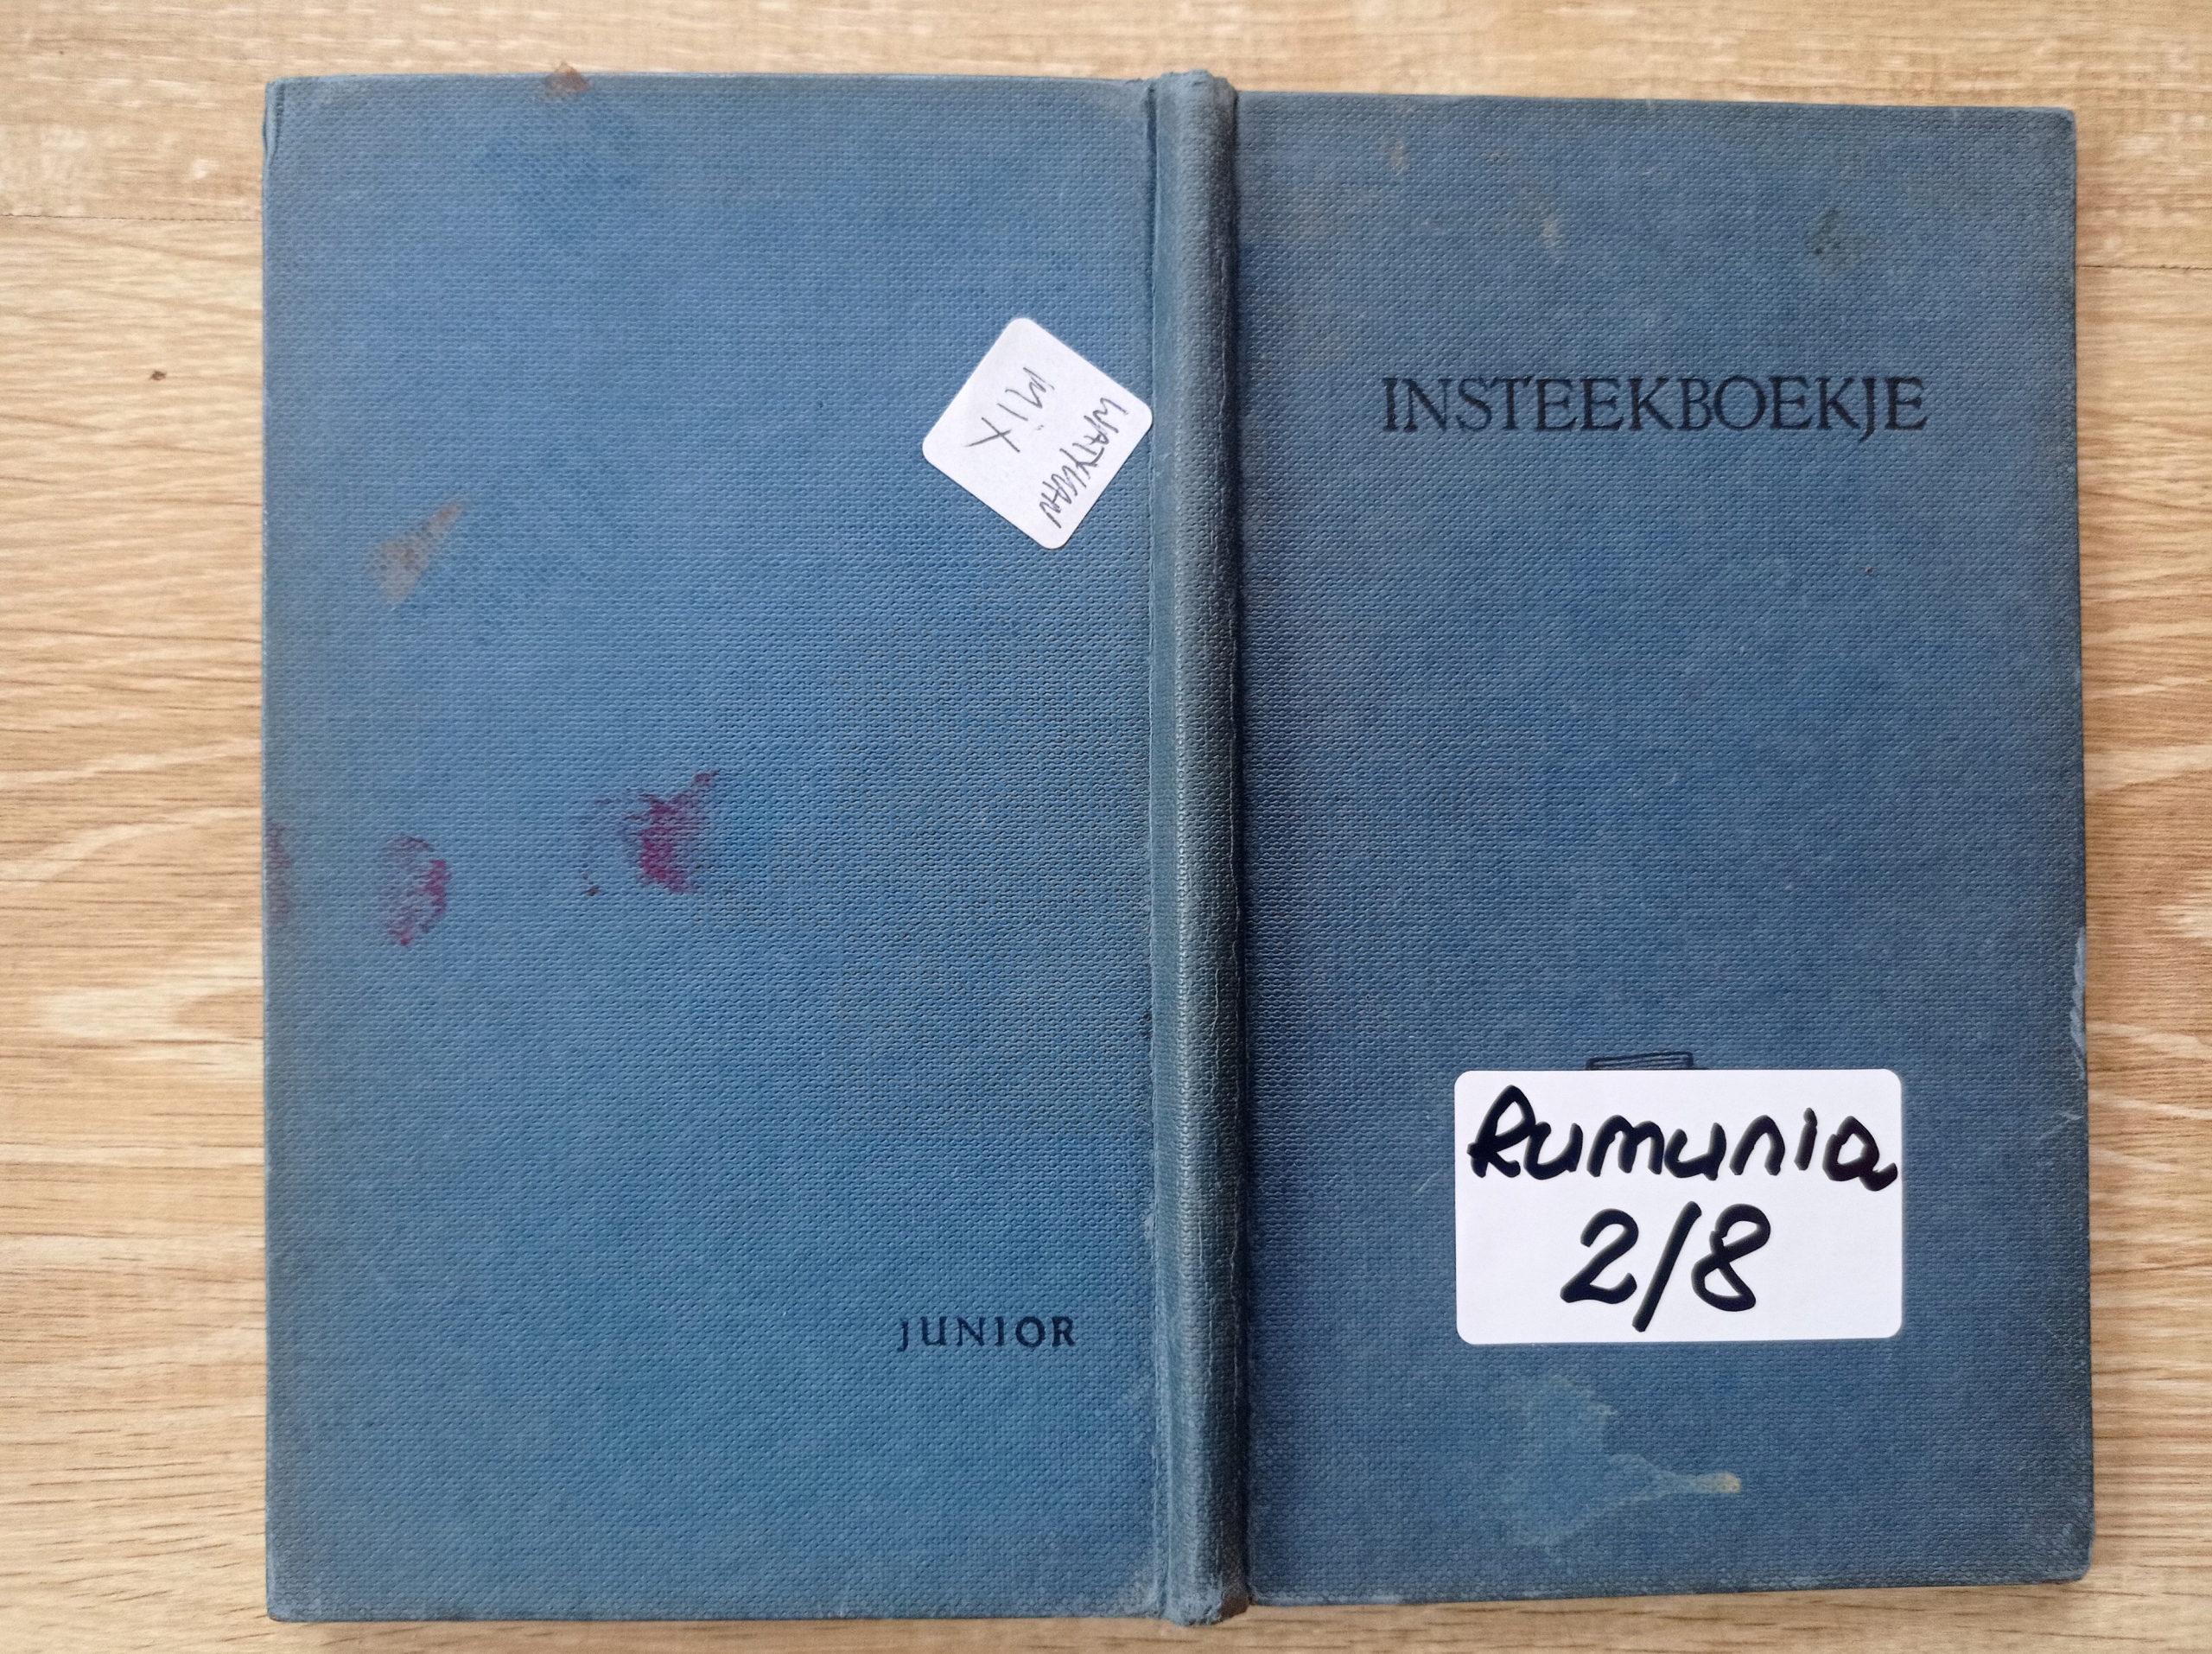 WATYKAN
MiX
INSTEEKBOEKJE
Rumunia
2/8
JUNIOR